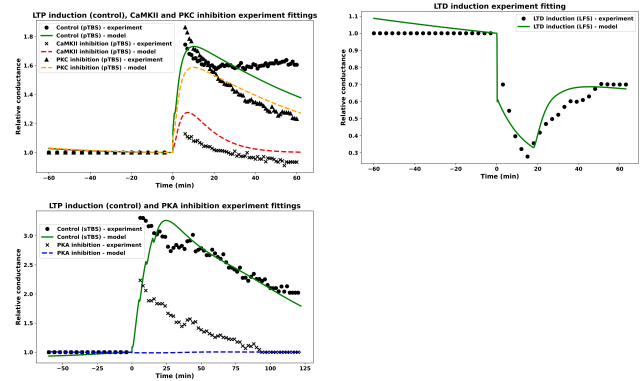 LTP induction (control), CaMKII and PKC inhibition experiment fittings
Control (pTBS) - experiment
Control (pTBS) - model
CaMKII inhibition (pTBS) - experiment
CaMKII inhibition (pTBS) - model
PKC inhibition (pTBS) - experiment
PKC inhibition (pTBS) - model
Relative conductance
1.8
1.6
1.4
1.2
1.0
−60
−40
−20
0
20
40
60
Time (min)
LTD induction experiment fitting
LTD induction (LFS) - experiment
LTD induction (LFS) - model
Relative conductance
1.1
1.0
0.9
0.8
0.7
0.6
0.5
0.4
0.3
−60
−40
−20
0
20
40
60
Time (min)
LTP induction (control) and PKA inhibition experiment fittings
Control (sTBS) - experiment
Control (sTBS) - model
PKA inhibition - experiment
PKA inhibition - model
Relative conductance
3.0
2.5
2.0
1.5
1.0
−50
−25
0
25
50
75
100
125
Time (min)